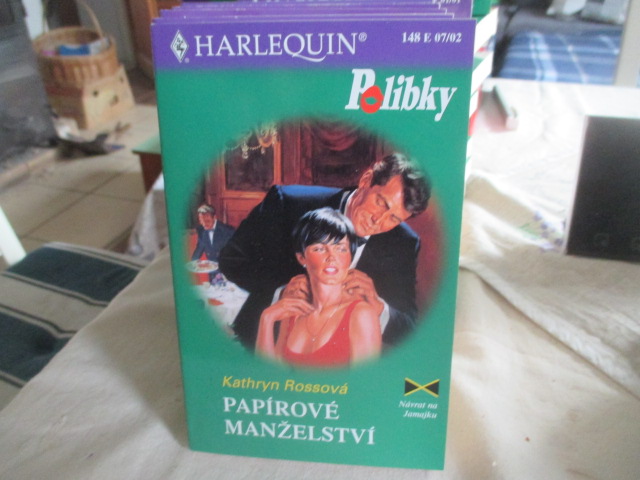 HARLEQUIN®
148 E 07/02
Polibky
Kathryn Rossová
PAPÍROVÉ
MANŽELSTVÍ
Návrat na
Jamajku